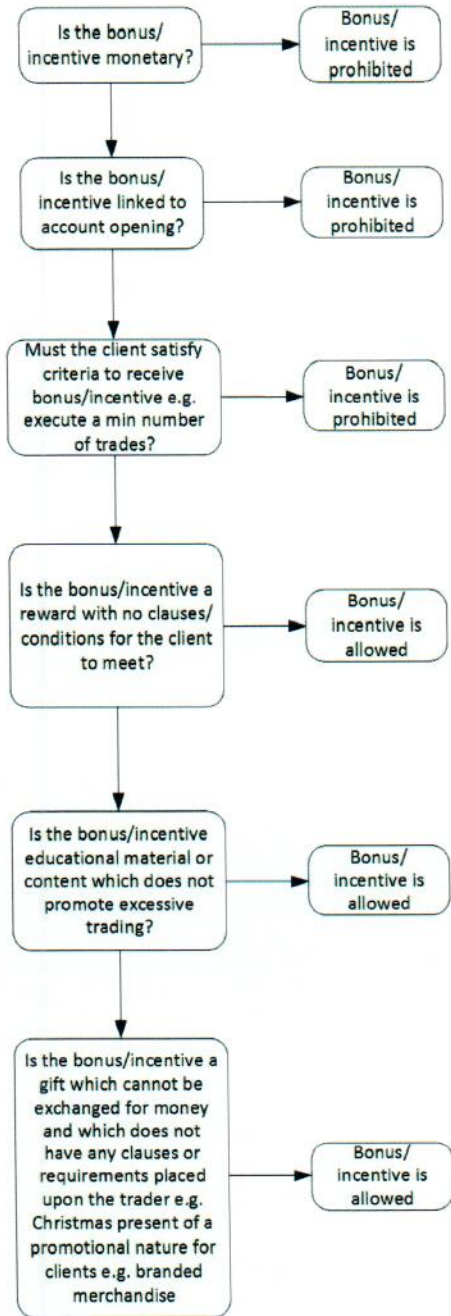 Is the bonus/
incentive monetary?
Bonus/
incentive is
prohibited
Is the bonus/
incentive linked to
account opening?
Bonus/
incentive is
prohibited
Must the client satisfy
criteria to receive
bonus/incentive e.g.
execute a min number
of trades?
Bonus/
incentive is
prohibited
Is the bonus/incentive a
reward with no clauses/
conditions for the client
to meet?
Bonus/
incentive is
allowed
Is the bonus/incentive
educational material or
content which does not
promote excessive
trading?
Bonus/
incentive is
allowed
Is the bonus/incentive a
gift which cannot be
exchanged for money
and which does not
have any clauses or
requirements placed
upon the trader e.g.
Christmas present of a
promotional nature for
clients e.g. branded
merchandise
Bonus/
incentive is
allowed